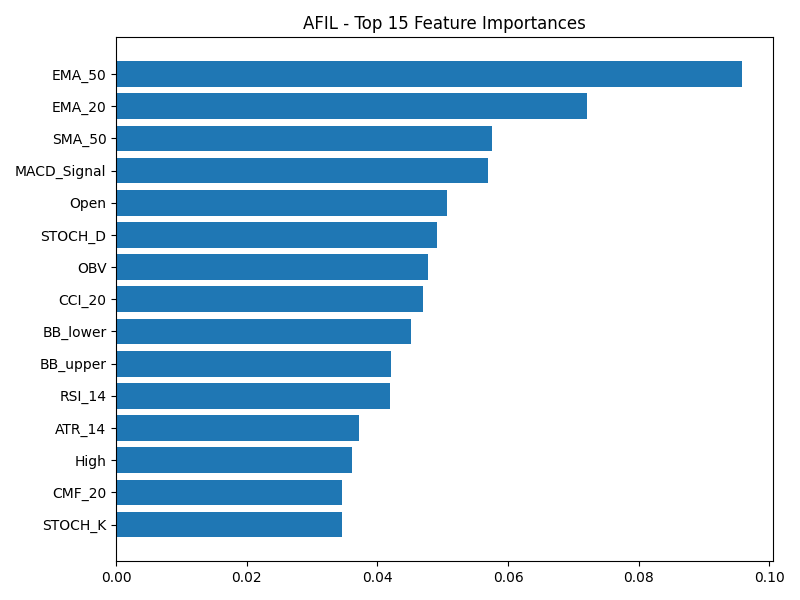 AFIL - Top 15 Feature Importances
EMA_50
EMA_20
SMA_50
MACD_Signal
Open
STOCH_D
OBV
CCI_20
BB_lower
BB_upper
RSI_14
ATR_14
High
CMF_20
STOCH_K
0.00 0.02 0.04 0.06 0.08 0.10